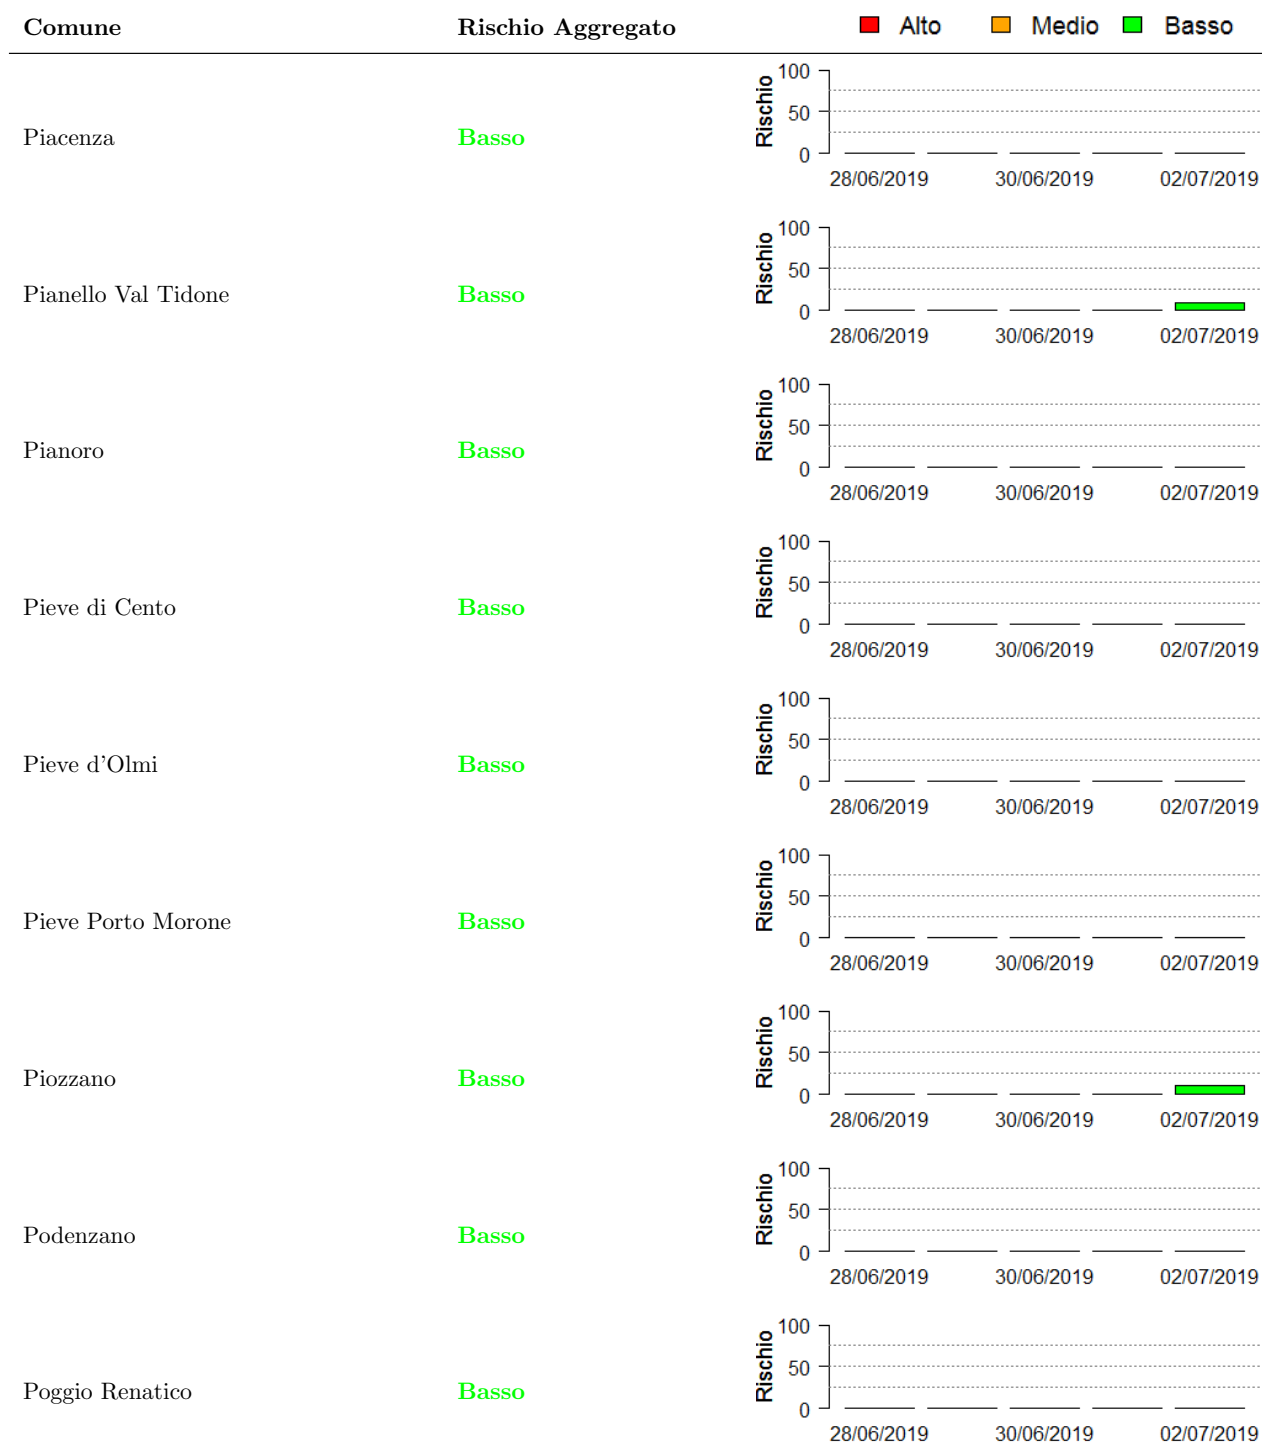 Comune Rischio Aggregato Alto Medio Basso
Piacenza Basso
Rischio
100
50
0
28/06/2019 30/06/2019 02/07/2019
Pianello Val Tidone Basso
Rischio
100
50
0
28/06/2019 30/06/2019 02/07/2019
Pianoro Basso
Rischio
100
50
0
28/06/2019 30/06/2019 02/07/2019
Pieve di Cento Basso
Rischio
100
50
0
28/06/2019 30/06/2019 02/07/2019
Pieve d'Olmi Basso
Rischio
100
50
0
28/06/2019 30/06/2019 02/07/2019
Pieve Porto Morone Basso
Rischio
100
50
0
28/06/2019 30/06/2019 02/07/2019
Piozzano Basso
Rischio
100
50
0
28/06/2019 30/06/2019 02/07/2019
Podenzano Basso
Rischio
100
50
0
28/06/2019 30/06/2019 02/07/2019
Poggio Renatico Basso
Rischio
100
50
0
28/06/2019 30/06/2019 02/07/2019